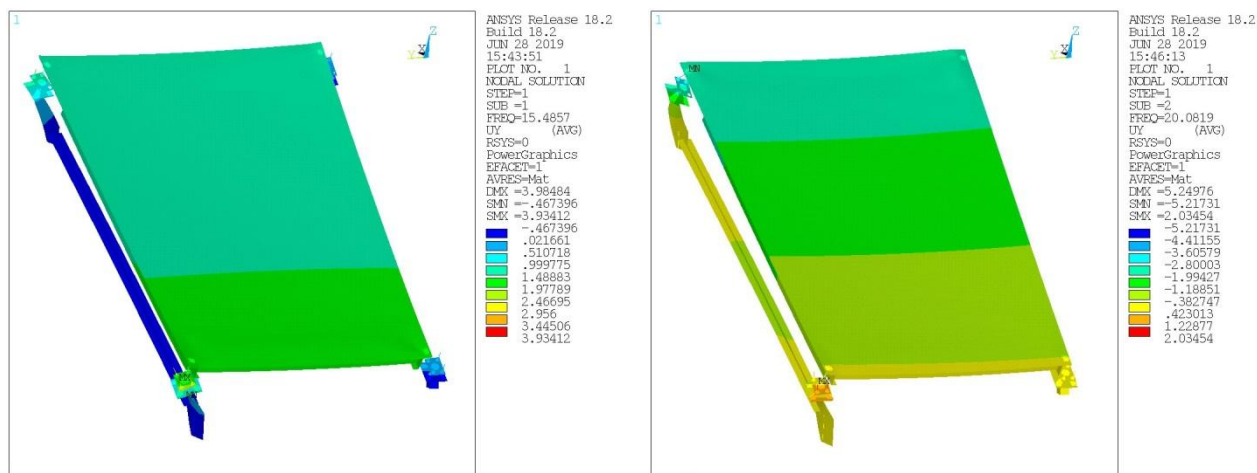 1
ANSYS Release 18.2
Build 18.2
JUN 28 2019
15:43:51
PLOT NO. 1
NODAL SOLUTION
STEP=1
SUB =1
FREQ=15.4857
UY (AVG)
RSYS=0
PowerGraphics
EFACET=1
AVRES=Mat
DMX =3.98484
SMN =-.467396
SMX =3.93412
-.467396
.021661
.510718
.999775
1.48883
1.97789
2.46695
2.956
3.44506
3.93412
Z
X
Y
MX
1
ANSYS Release 18.2
Build 18.2
JUN 28 2019
15:46:13
PLOT NO. 1
NODAL SOLUTION
STEP=1
SUB =2
FREQ=20.0819
UY (AVG)
RSYS=0
PowerGraphics
EFACET=1
AVRES=Mat
DMX =5.24976
SMN =-5.21731
SMX =2.03454
-5.21731
-4.41155
-3.60579
-2.80003
-1.99427
-1.18851
-.382747
.423013
1.22877
2.03454
Z
X
Y
MN
MX